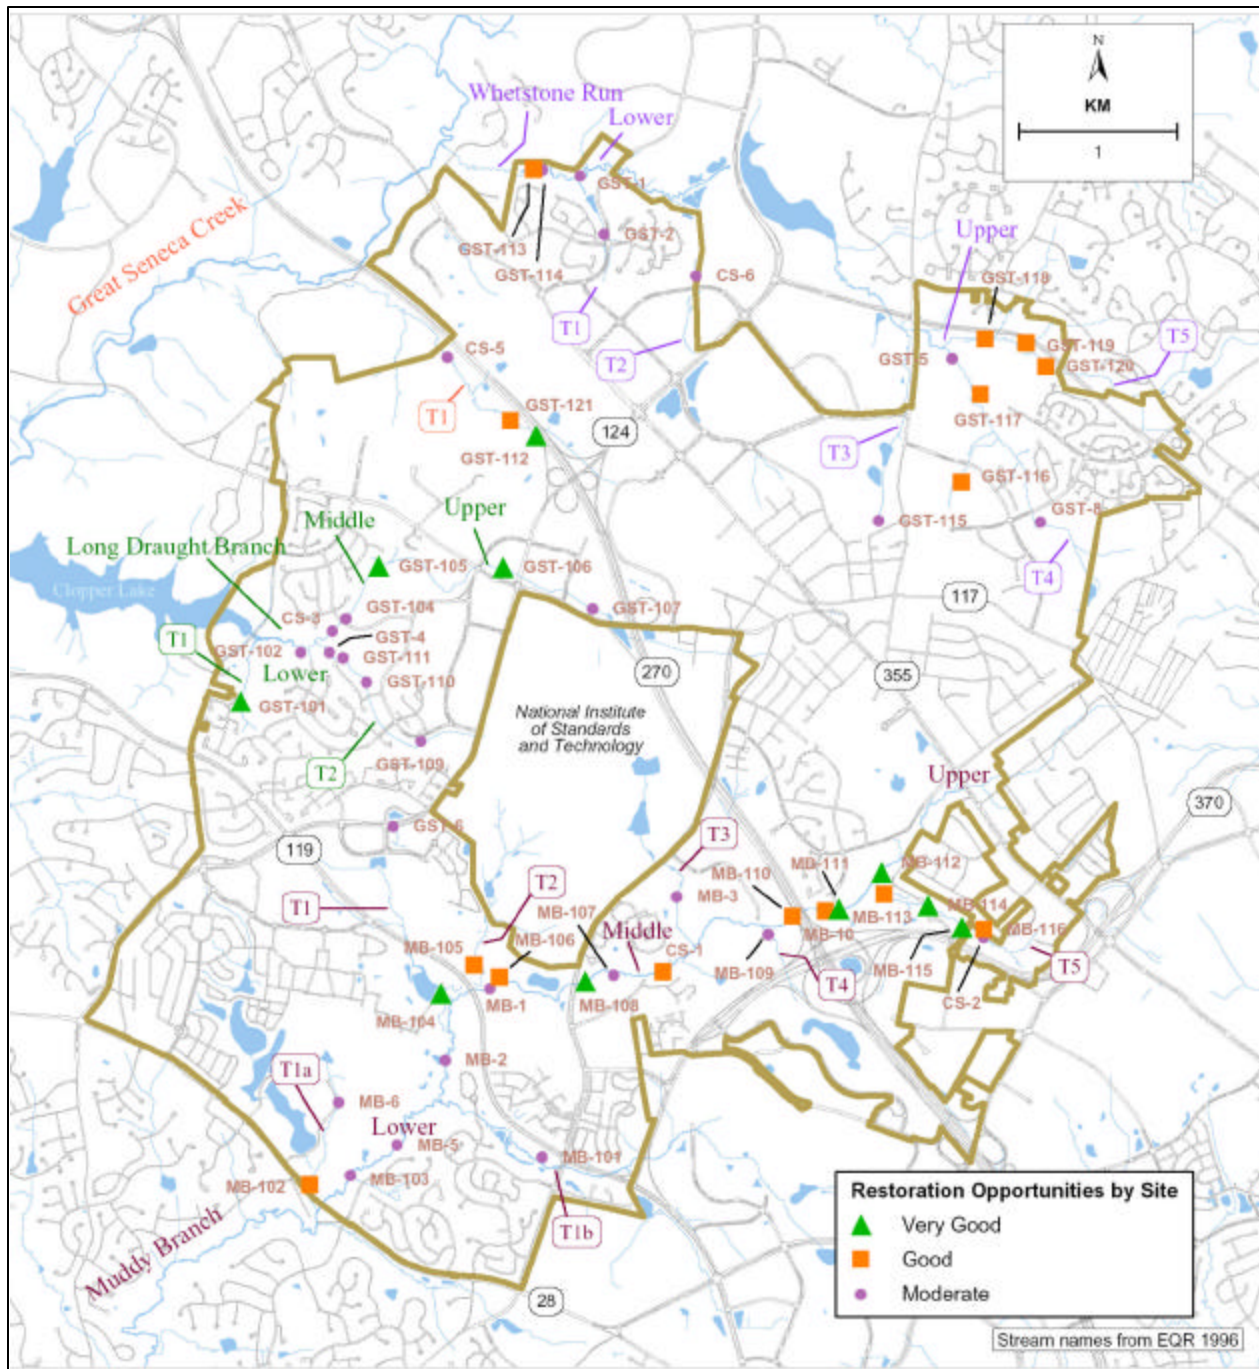 N
KM
1
Whetstone Run
Lower
GST-1
GST-113
GST-2
GST-114
CS-6
Great Seneca Creek
Upper
GST-118
T1
T2
CS-5
GST-5
GST-119
T5
GST-120
T1
GST-121
GST-117
124
T3
GST-112
GST-116
Middle
Upper
GST-115
GST-8
Long Draught Branch
GST-105
GST-106
T4
Clopper Lake
117
CS-3
GST-104
GST-107
T1
GST-4
GST-102
GST-111
Lower
GST-110
270
355
GST-101
National Institute
of Standards
and Technology
T2
GST-109
Upper
370
GST-6
119
T3
MB-110
MB-111
MB-112
T2
MB-3
T1
MB-107
MB-114
MB-113
Middle
MB-10
MB-116
MB-105
MB-106
CS-1
MB-109
MB-115
T5
T4
MB-104
MB-1
MB-108
CS-2
MB-2
T1a
MB-6
Lower
MB-5
MB-101
MB-102
MB-103
T1b
Muddy Branch
28
Restoration Opportunities by Site
Very Good
Good
Moderate
Stream names from EQR 1996